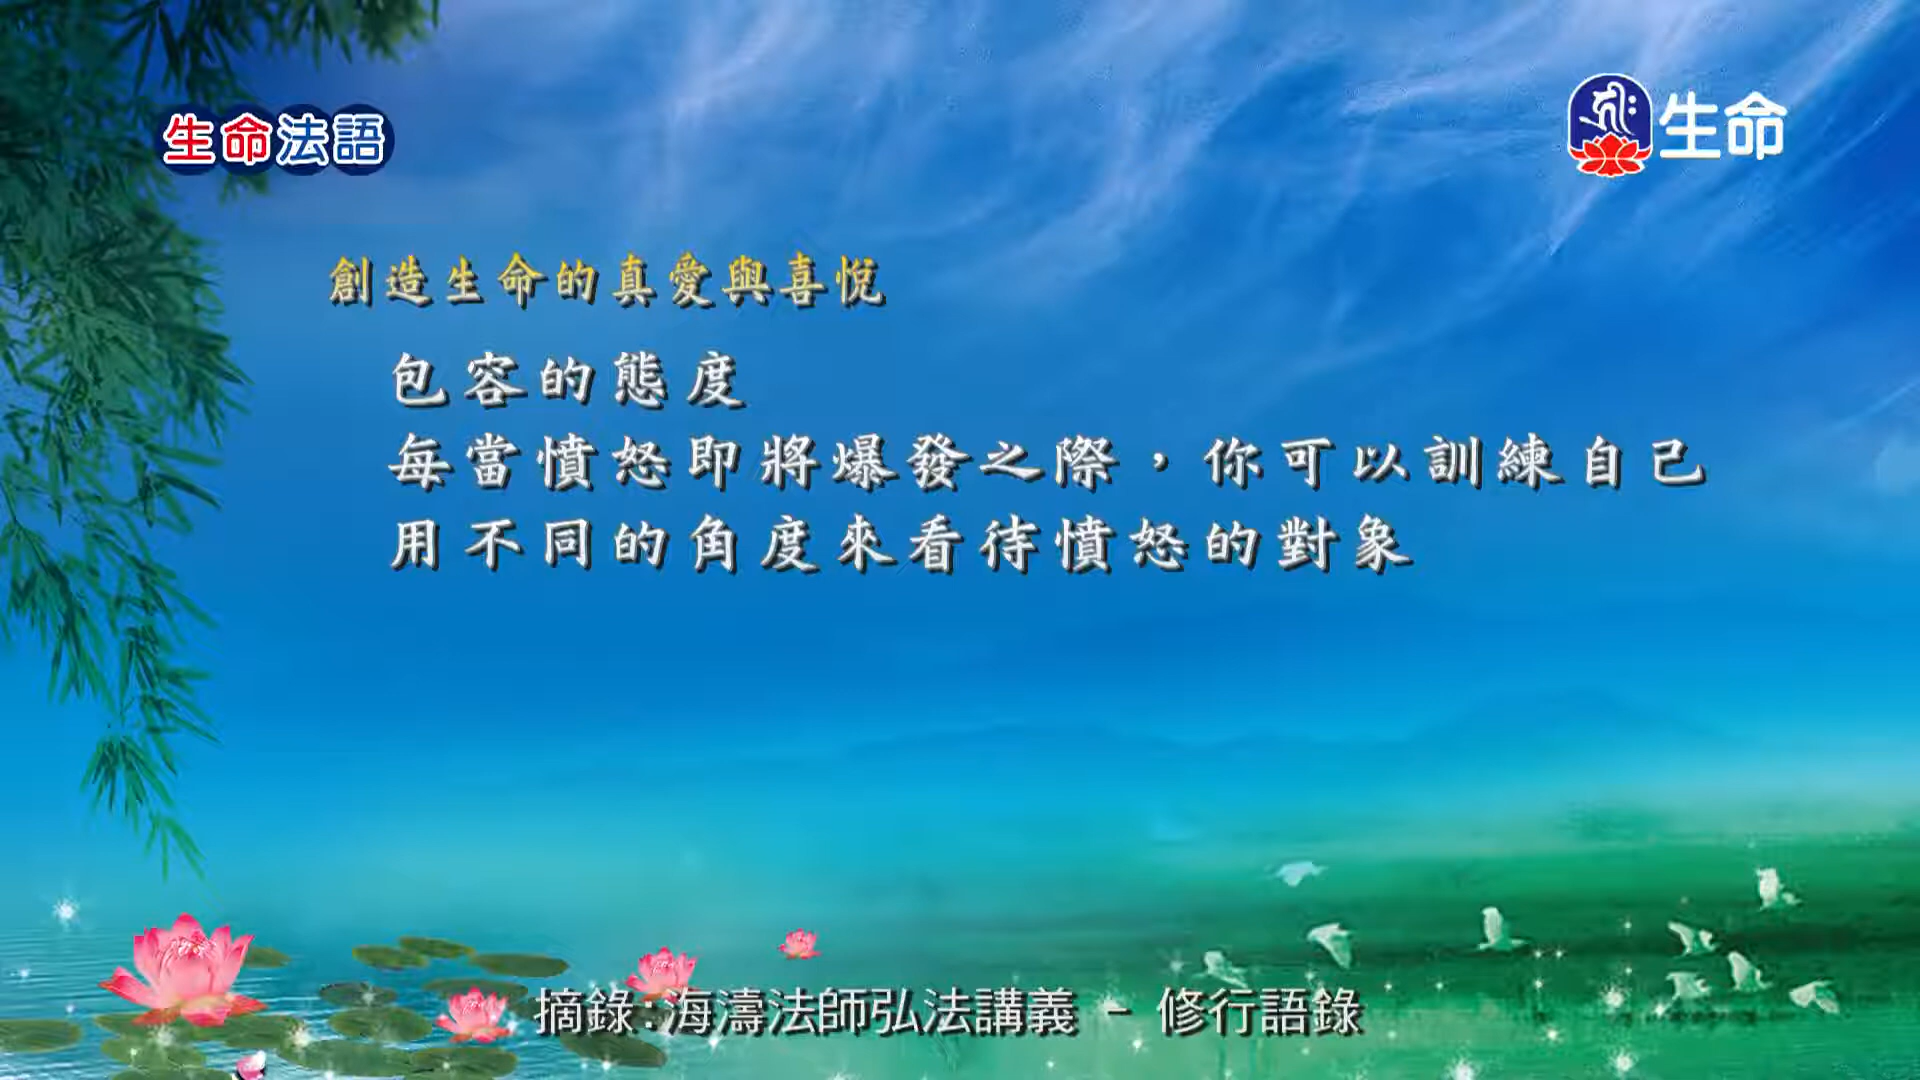 生命法語
生命
創造生命的真愛與喜悅
包容的態度
每當憤怒即將爆發之際，你可以訓練自己
用不同的角度來看待憤怒的對象
摘錄:海濤法師弘法講義 - 修行語錄